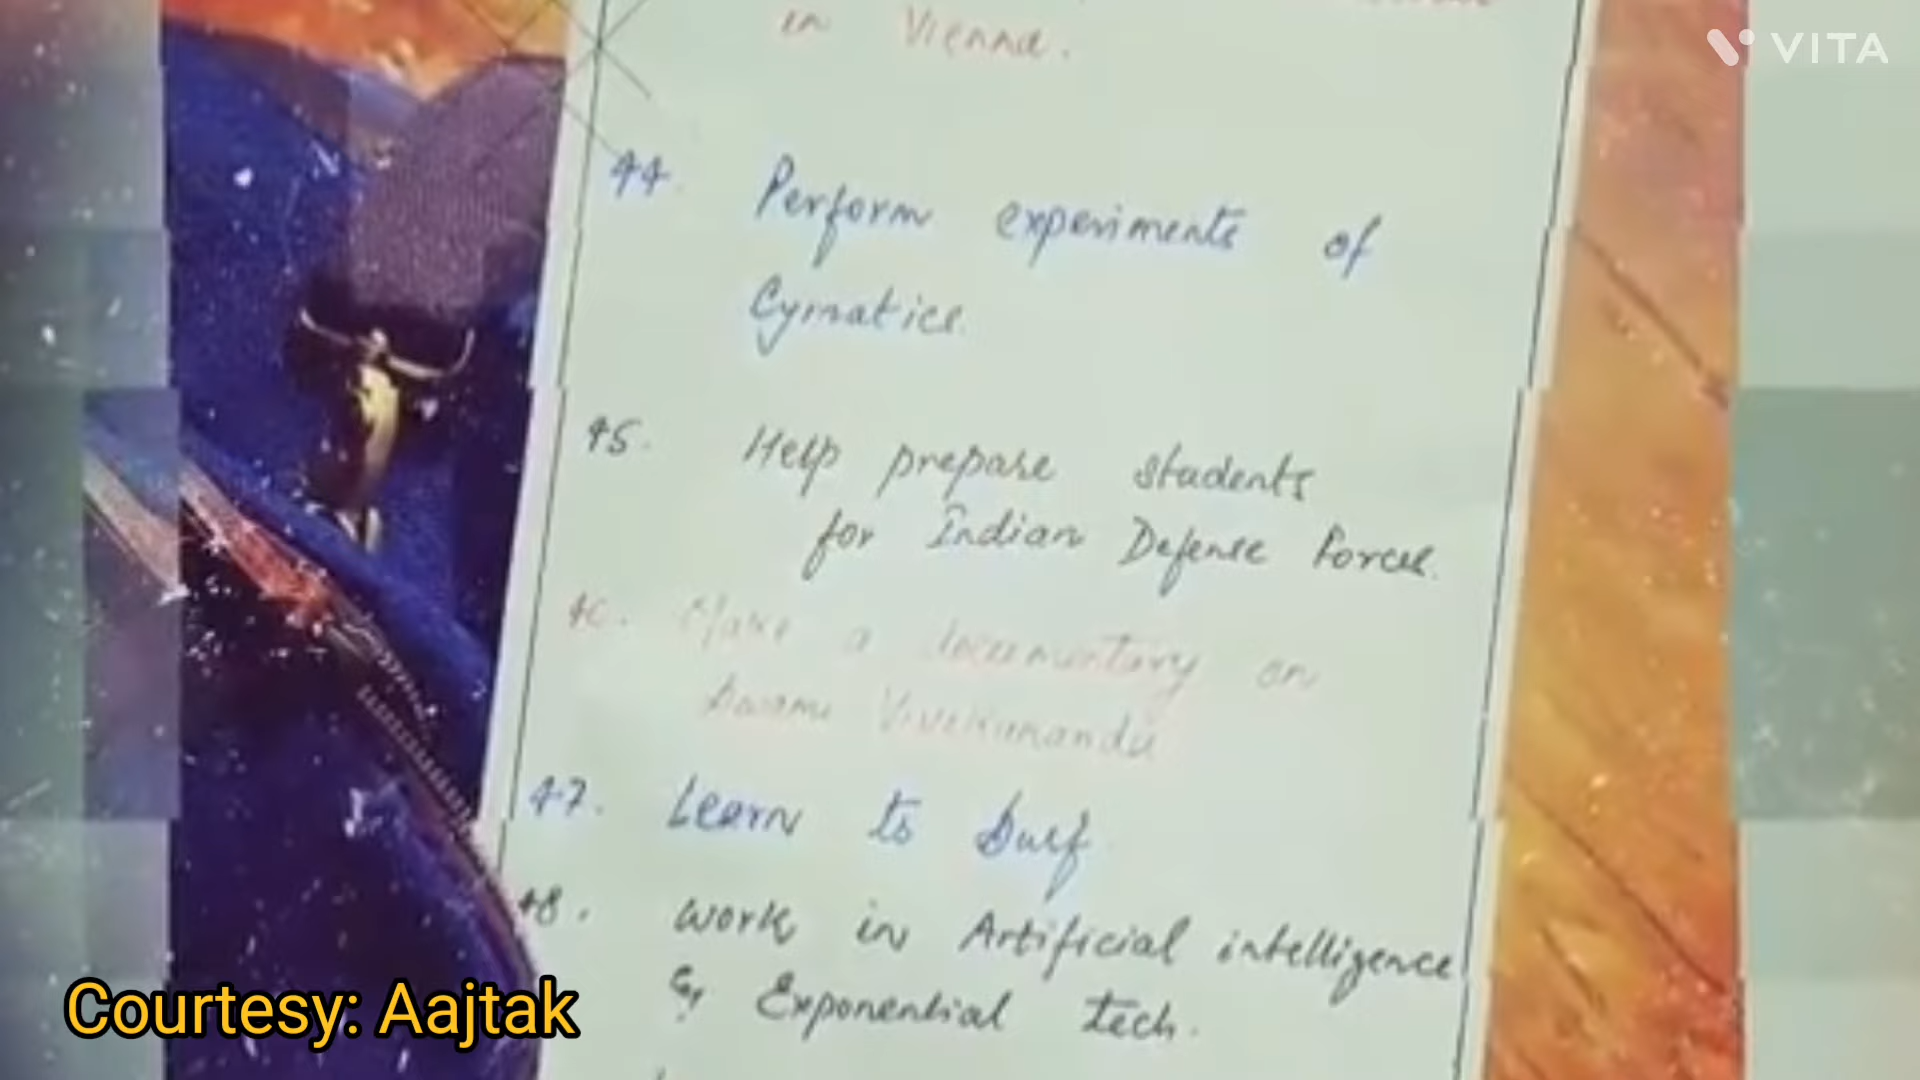 in Vienna.
VITA
44. Perform experiments of
Cymatics.
45. Help prepare students
for Indian Defense Forces.
46. Make a documentary on
Swami Vivekananda
47. Learn to Surf
48. Work in Artificial intelligence
& Exponential tech.
Courtesy: Aajtak